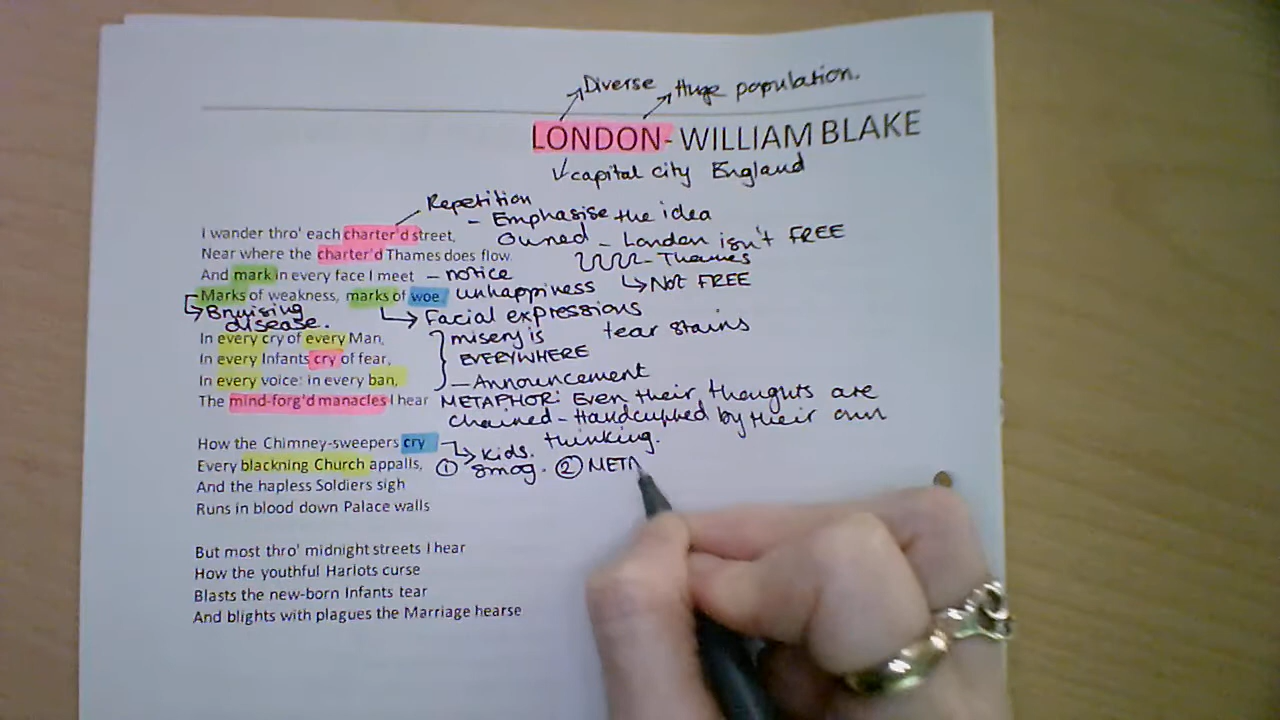 Diverse Huge population.
LONDON- WILLIAM BLAKE
capital city England
Repetition
- Emphasise the idea
I wander thro' each charter'd street, Owned - London isn't FREE
Near where the charter'd Thames does flow. - Thames
And mark in every face I meet - notice Not FREE
Marks of weakness, marks of woe unhappiness
Bruising Facial expressions
disease. tear stains
In every cry of every Man, misery is
In every Infants cry of fear, EVERYWHERE
In every voice: in every ban, - Announcement
The mind-forg'd manacles I hear METAPHOR: Even their thoughts are
chained - Handcuffed by their own
How the Chimney-sweepers cry Kids. thinking.
Every blackning Church appalls, ① Smog. ② META
And the hapless Soldiers sigh
Runs in blood down Palace walls
But most thro' midnight streets I hear
How the youthful Harlots curse
Blasts the new-born Infants tear
And blights with plagues the Marriage hearse